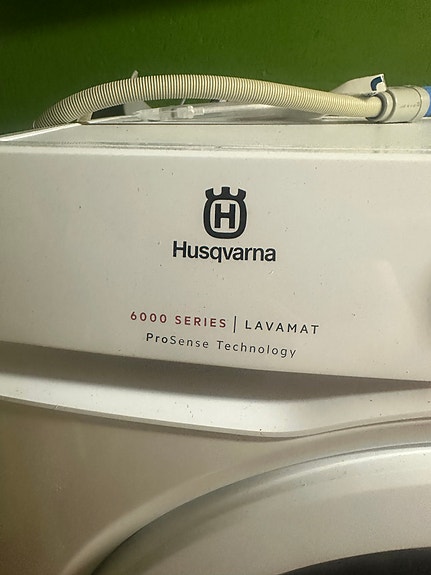 H
Husqvarna
6000 SERIES | LAVAMAT
ProSense Technology